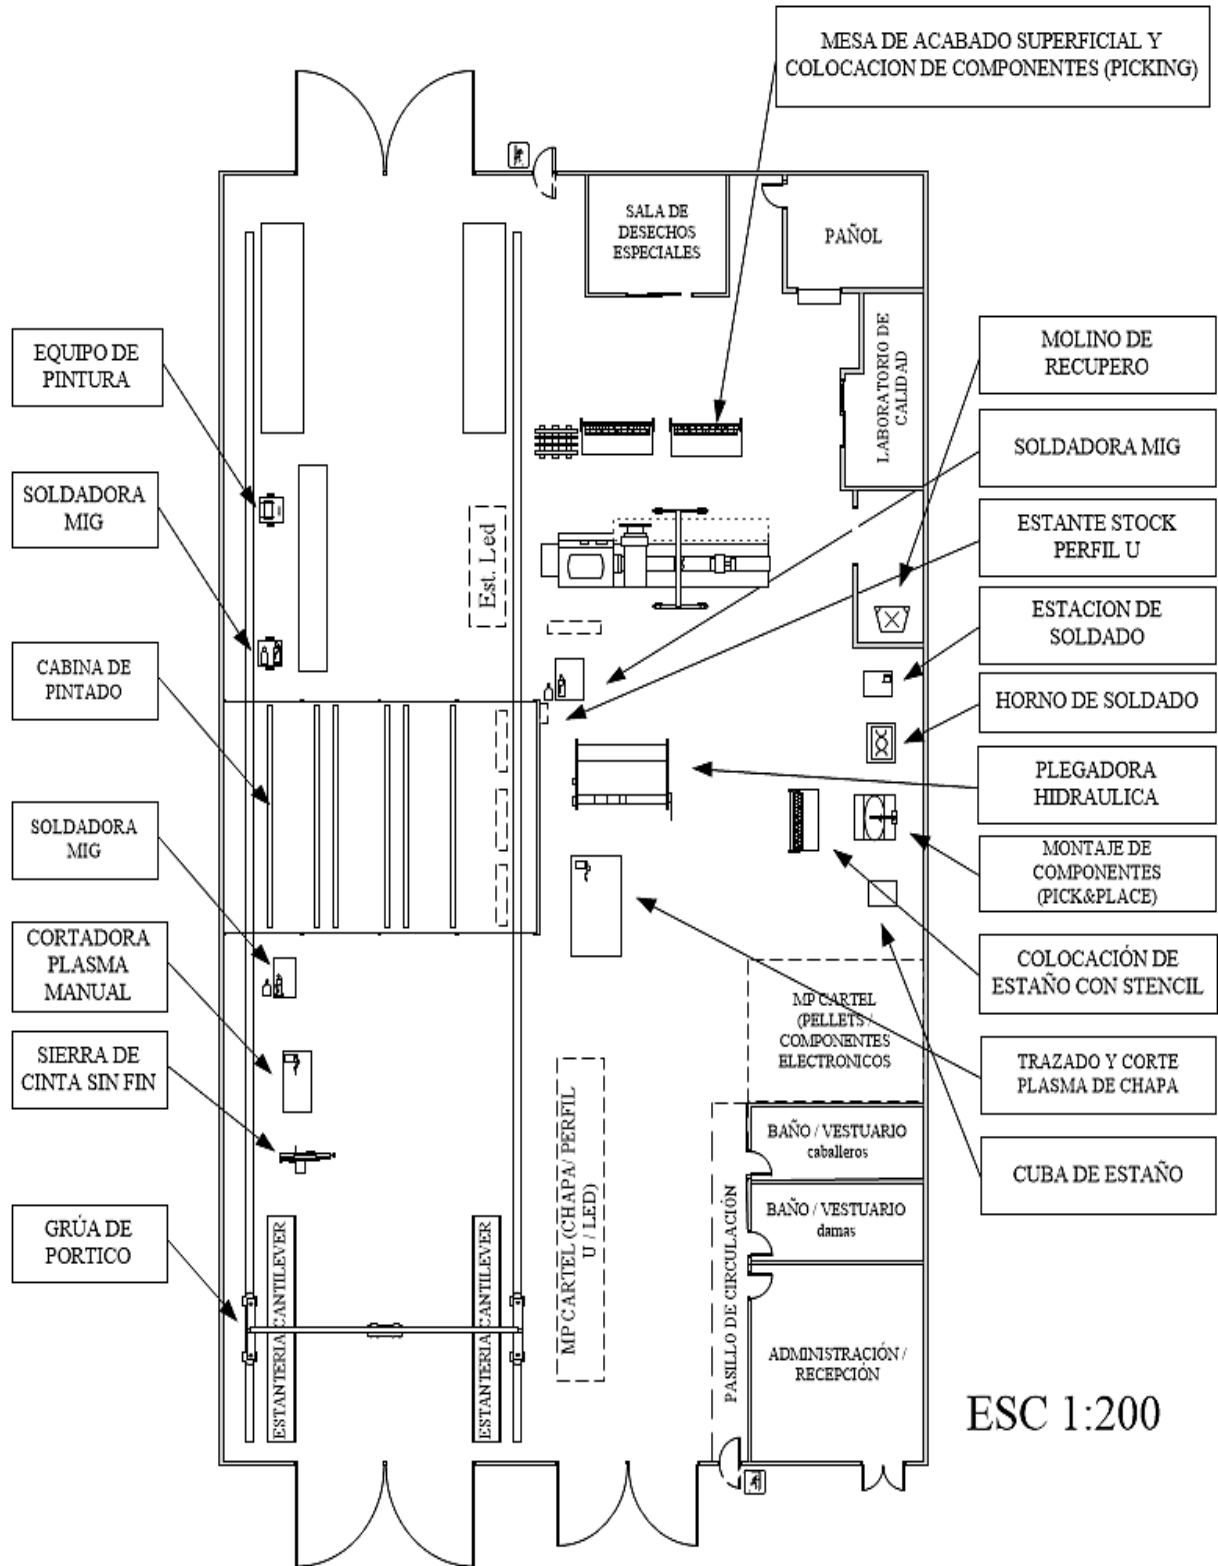 MESA DE ACABADO SUPERFICIAL Y
COLOCACION DE COMPONENTES (PICKING)
SALA DE
DESECHOS
ESPECIALES
PAÑOL
LABORATORIO DE
CALIDAD
EQUIPO DE
PINTURA
SOLDADORA
MIG
CABINA DE
PINTADO
SOLDADORA
MIG
CORTADORA
PLASMA
MANUAL
SIERRA DE
CINTA SIN FIN
GRÚA DE
PORTICO
Est. Led
MOLINO DE
RECUPERO
SOLDADORA MIG
ESTANTE STOCK
PERFIL U
ESTACION DE
SOLDADO
HORNO DE SOLDADO
PLEGADORA
HIDRAULICA
MONTAJE DE
COMPONENTES
(PICK&PLACE)
COLOCACIÓN DE
ESTAÑO CON STENCIL
TRAZADO Y CORTE
PLASMA DE CHAPA
CUBA DE ESTAÑO
MP CARTEL
(PELLETS /
COMPONENTES
ELECTRONICOS
BAÑO / VESTUARIO
caballeros
BAÑO / VESTUARIO
damas
ADMINISTRACIÓN /
RECEPCIÓN
PASILLO DE CIRCULACIÓN
MP CARTEL (CHAPA/ PERFIL
U / LED)
ESTANTERIA CANTILEVER
ESTANTERIA CANTILEVER
ESC 1:200